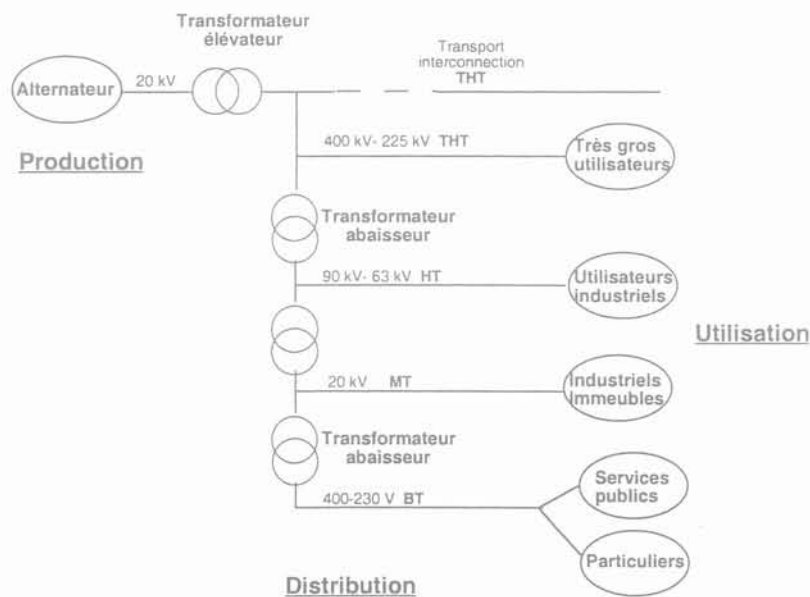 Transformateur
élévateur
Transport
interconnection
THT
Alternateur
20 kV
Production
400 kV- 225 kV THT
Très gros
utilisateurs
Transformateur
abaisseur
90 kV- 63 kV HT
Utilisateurs
industriels
Utilisation
20 kV MT
Industriels
Immeubles
Transformateur
abaisseur
Services
publics
400-230 V BT
Particuliers
Distribution